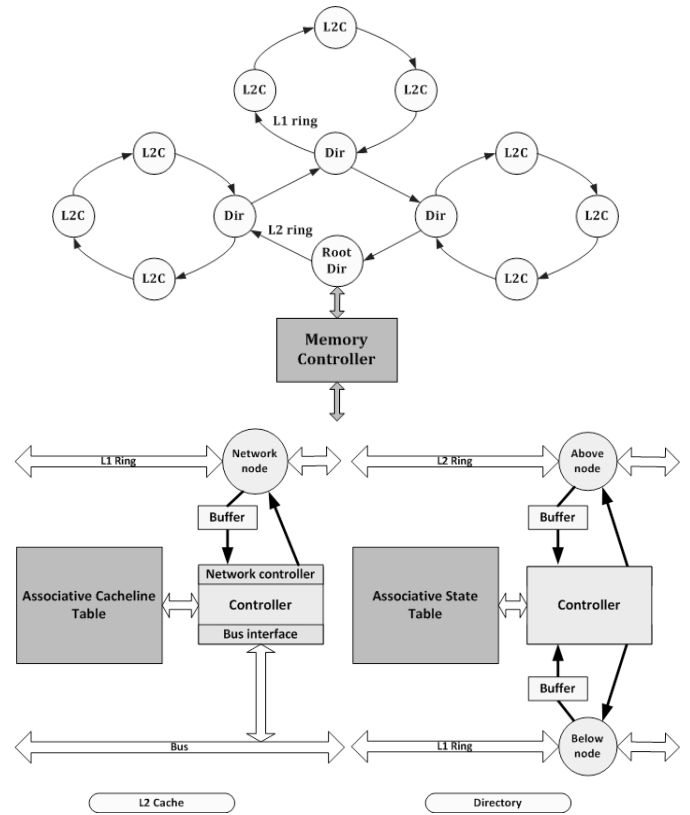 L2C
L2C
L2C
L1 ring
Dir
L2C
L2C
L2C
Dir
L2C
L2C
L2C
Dir
L2 ring
Root
Dir
Memory
Controller
L1 Ring
Network
node
Buffer
Associative Cacheline
Table
Network controller
Controller
Bus interface
Bus
L2 Cache
L2 Ring
Above
node
Buffer
Associative State
Table
Controller
Buffer
L1 Ring
Below
node
Directory